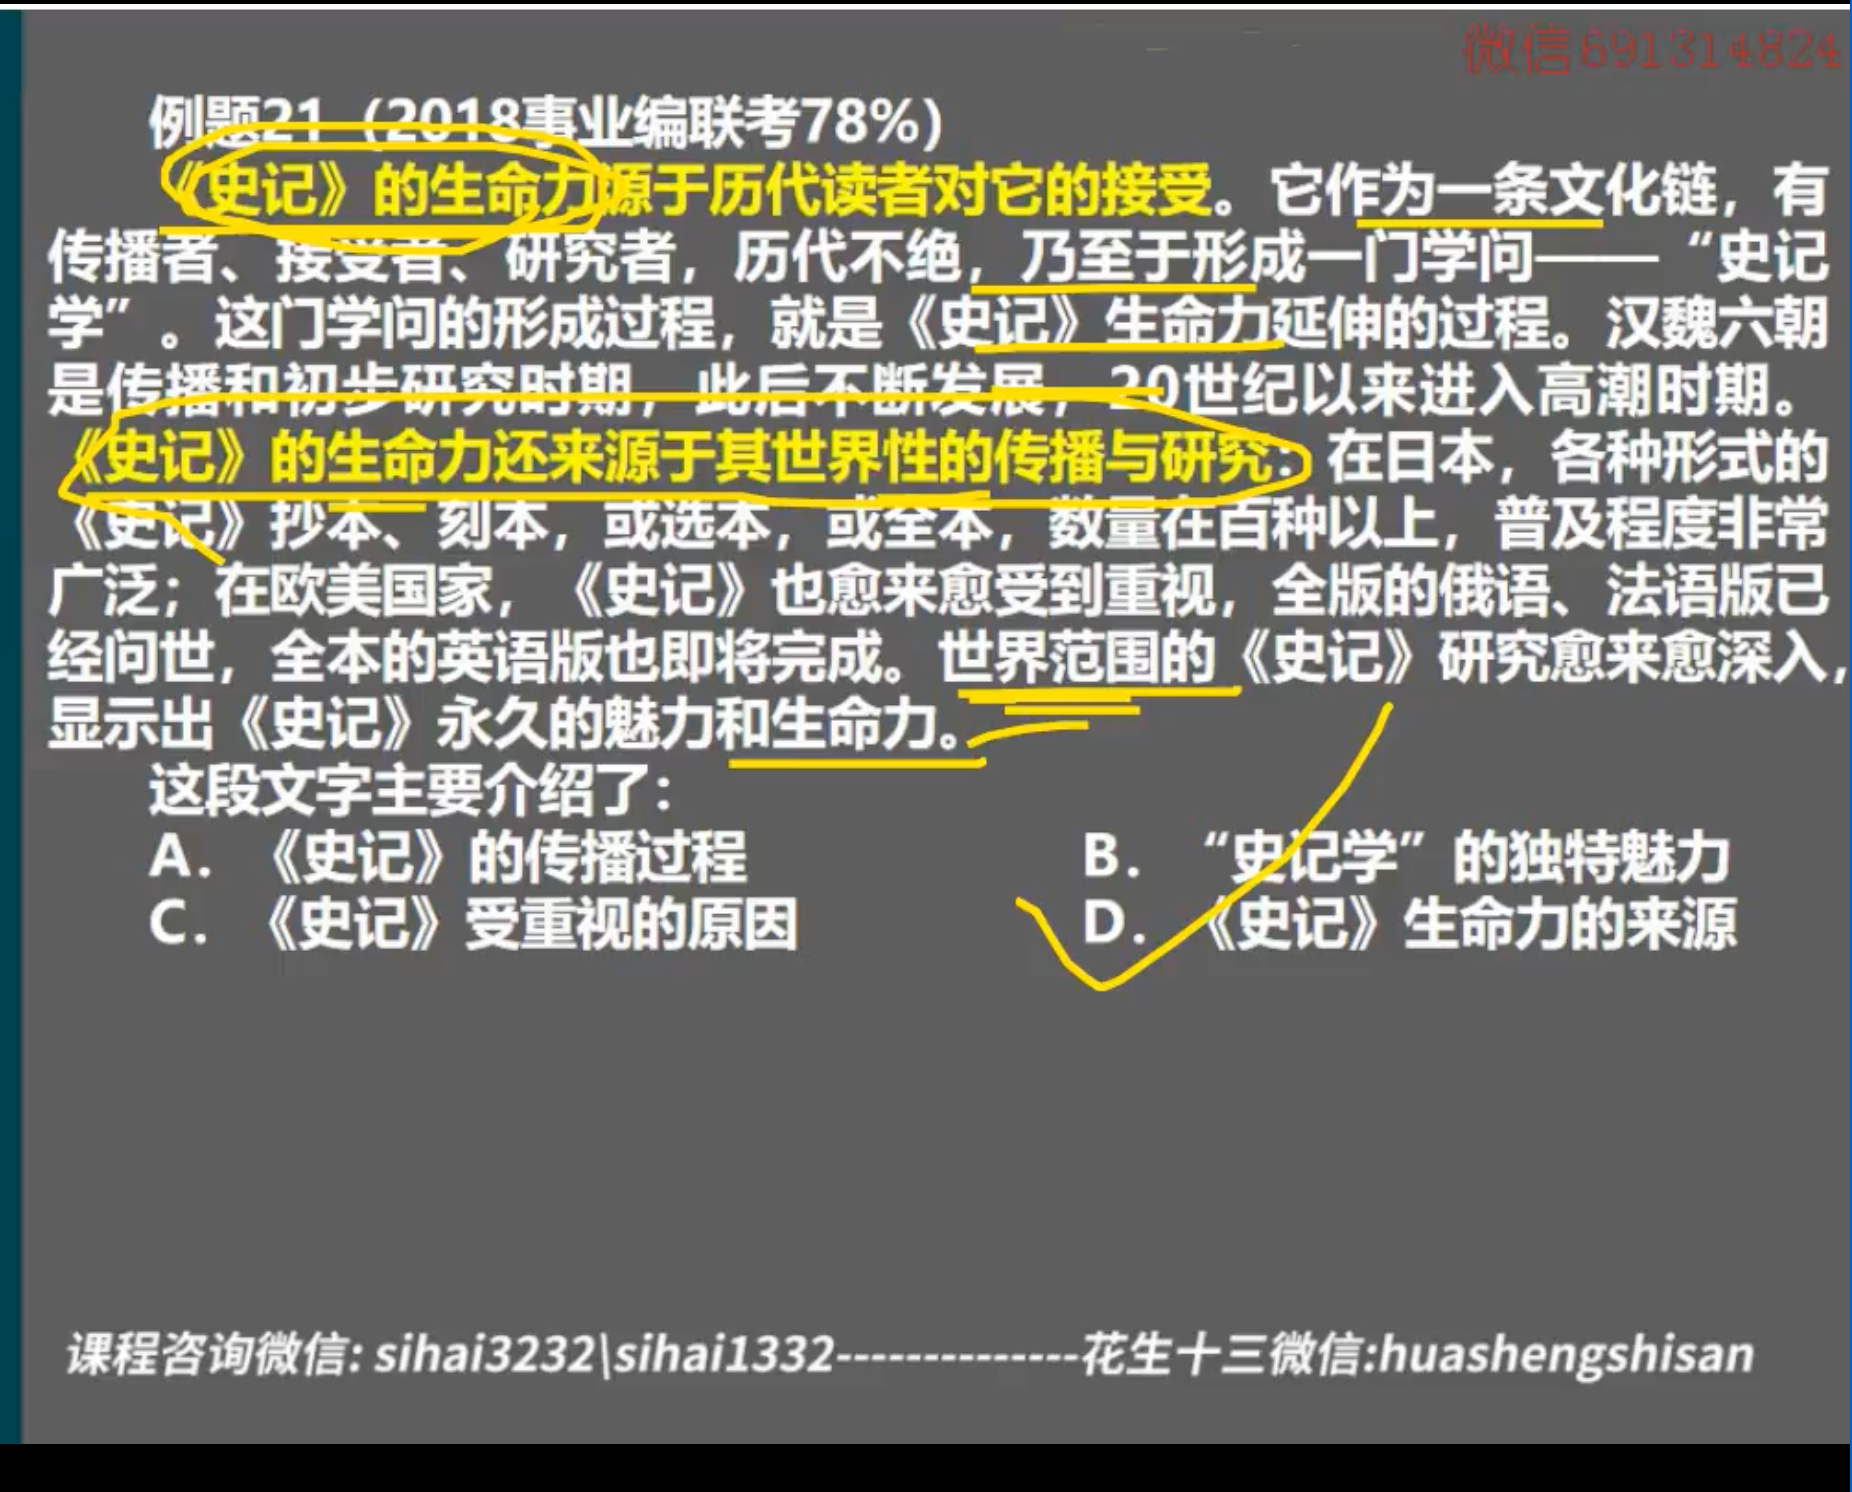 微信691314824
例题21（2018事业编联考78%）
《史记》的生命力源于历代读者对它的接受。它作为一条文化链，有
传播者、接受者、研究者，历代不绝，乃至于形成一门学问——“史记
学”。这门学问的形成过程，就是《史记》生命力延伸的过程。汉魏六朝
是传播和初步研究时期，此后不断发展，20世纪以来进入高潮时期。
《史记》的生命力还来源于其世界性的传播与研究：在日本，各种形式的
《史记》抄本、刻本，或选本，或全本，数量在百种以上，普及程度非常
广泛；在欧美国家，《史记》也愈来愈受到重视，全版的俄语、法语版已
经问世，全本的英语版也即将完成。世界范围的《史记》研究愈来愈深入，
显示出《史记》永久的魅力和生命力。
这段文字主要介绍了：
A. 《史记》的传播过程 B. “史记学”的独特魅力
C. 《史记》受重视的原因 D. 《史记》生命力的来源
课程咨询微信: sihai3232\sihai1332--------------花生十三微信:huashengshisan